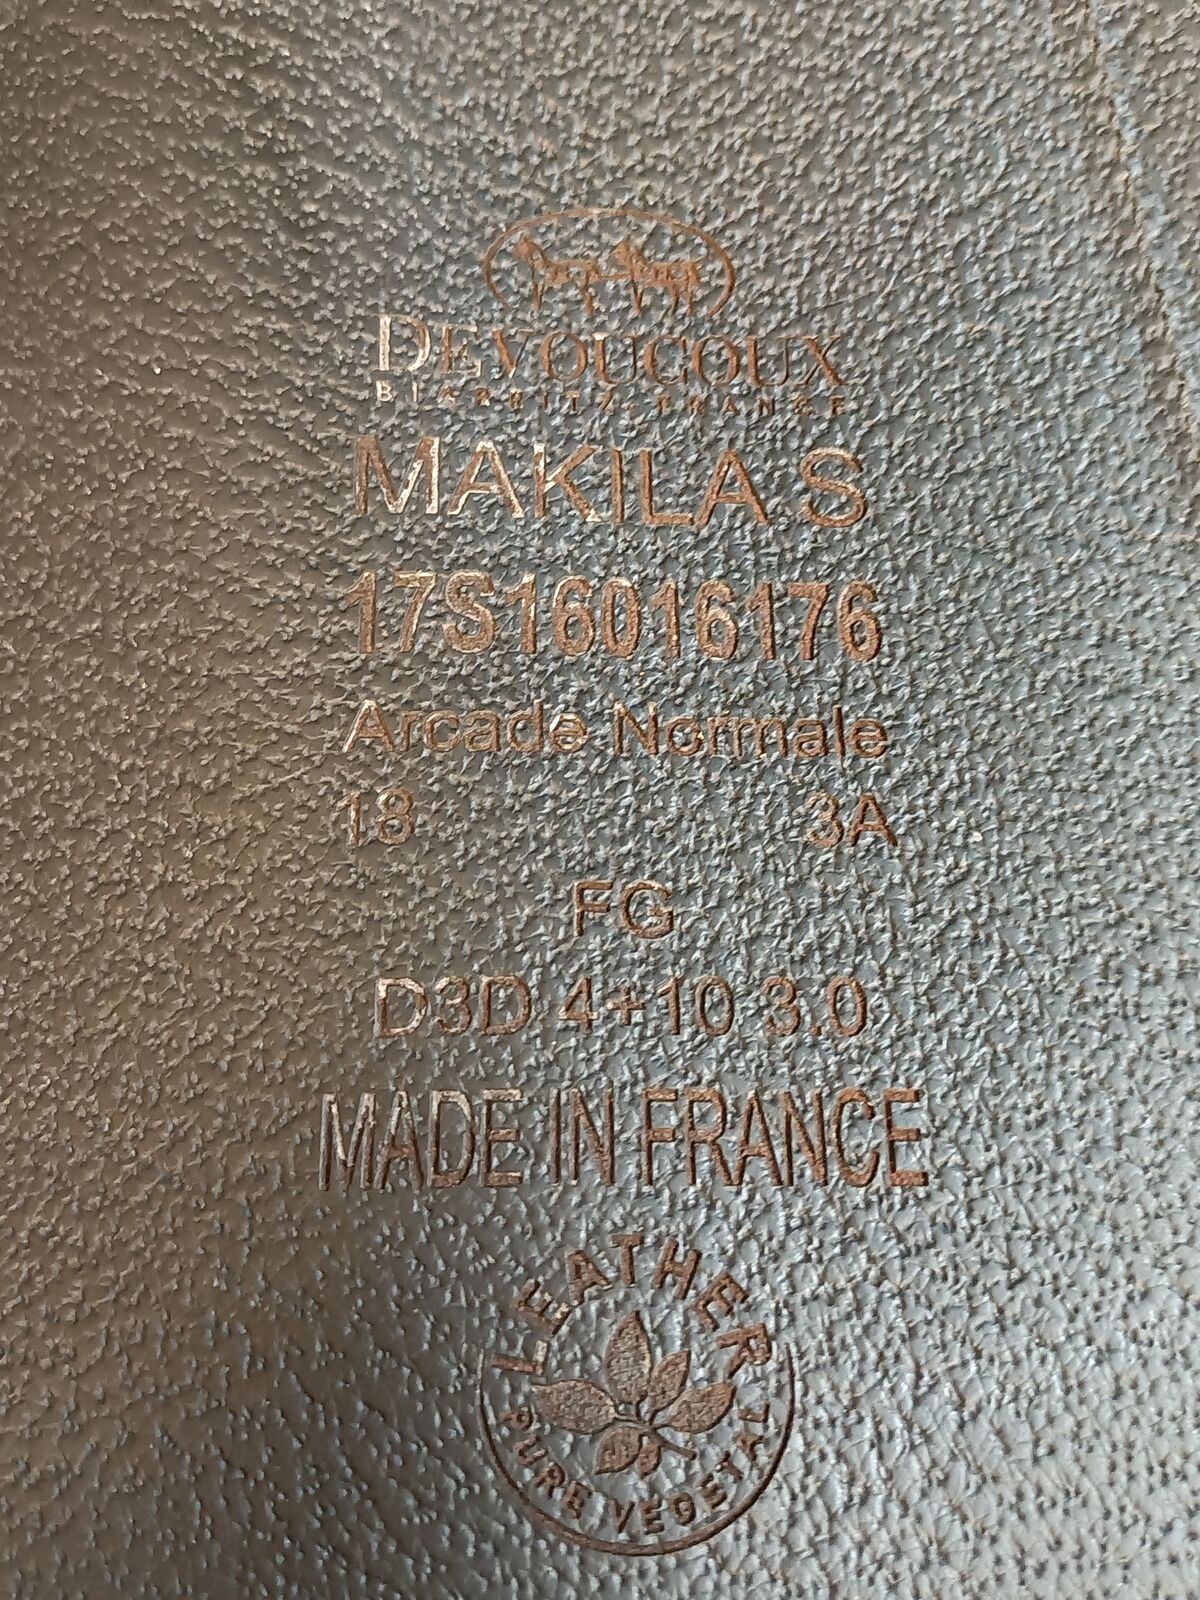 DEVOUCOUX
BIARRITZ FRANCE
MAKILA S
17S16016176
Arcade Normale
18 3A
FG
D3D 4+10 3.0
MADE IN FRANCE
LEATHER
PURE VEGETAL